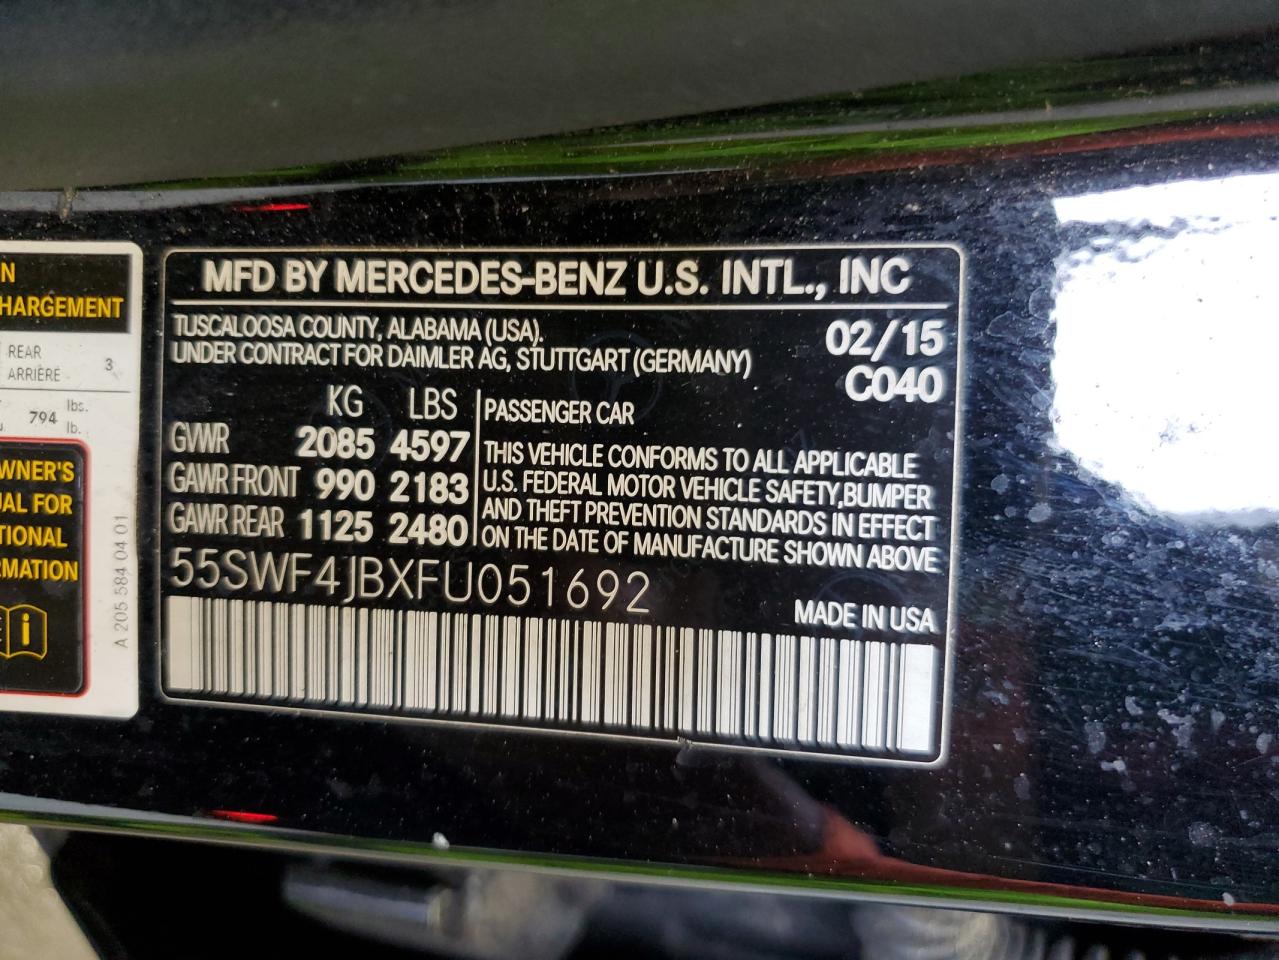 N
HARGEMENT
REAR
ARRIÈRE 3
lbs.
794 lb.
WNER'S
UAL FOR
TIONAL
RMATION
i
A 205 584 04 01
MFD BY MERCEDES-BENZ U.S. INTL., INC
TUSCALOOSA COUNTY, ALABAMA (USA). 02/15
UNDER CONTRACT FOR DAIMLER AG, STUTTGART (GERMANY) C040
KG LBS
GVWR 2085 4597
GAWR FRONT 990 2183
GAWR REAR 1125 2480
PASSENGER CAR
THIS VEHICLE CONFORMS TO ALL APPLICABLE
U.S. FEDERAL MOTOR VEHICLE SAFETY,BUMPER
AND THEFT PREVENTION STANDARDS IN EFFECT
ON THE DATE OF MANUFACTURE SHOWN ABOVE
55SWF4JBXFU051692
MADE IN USA